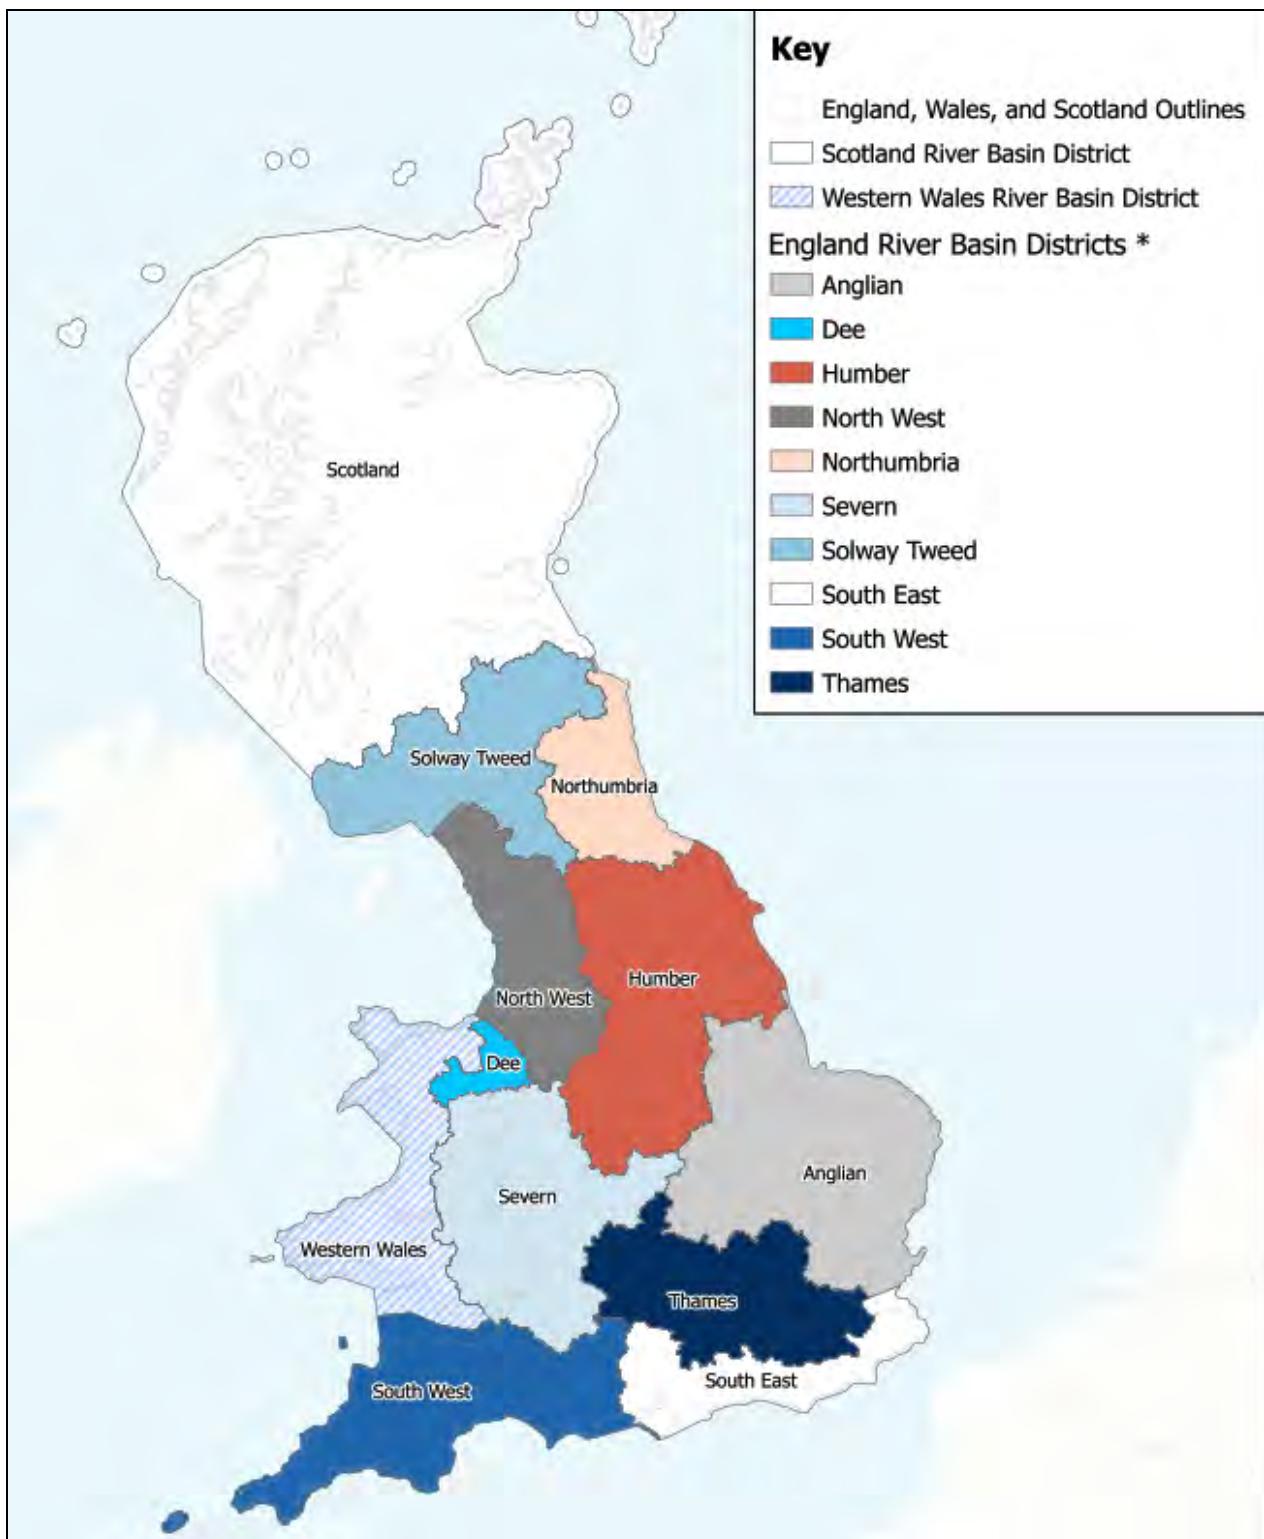 Key
England, Wales, and Scotland Outlines
Scotland River Basin District
Western Wales River Basin District
England River Basin Districts *
Anglian
Dee
Humber
North West
Northumbria
Severn
Solway Tweed
South East
South West
Thames
Scotland
Solway Tweed
Northumbria
Humber
North West
Dee
Anglian
Severn
Western Wales
Thames
South East
South West